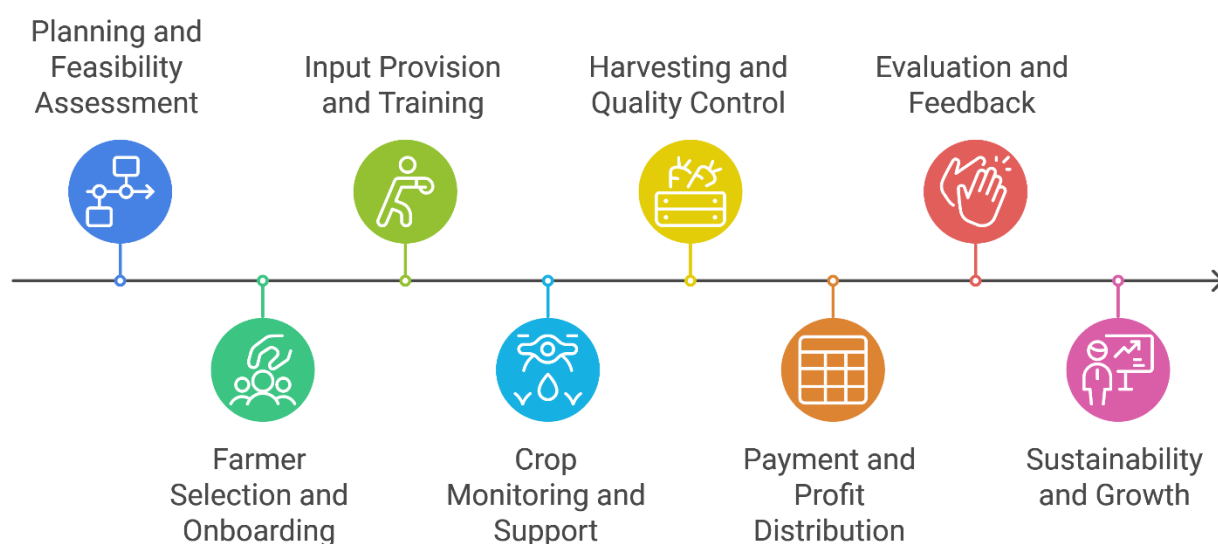 Planning and
Feasibility
Assessment
Farmer
Selection and
Onboarding
Input Provision
and Training
Crop
Monitoring and
Support
Harvesting and
Quality Control
Payment and
Profit
Distribution
Evaluation and
Feedback
Sustainability
and Growth